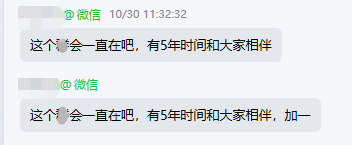 @微信 10/30 11:32:32
这个会一直在吧，有5年时间和大家相伴
@微信
这个会一直在吧，有5年时间和大家相伴，加一